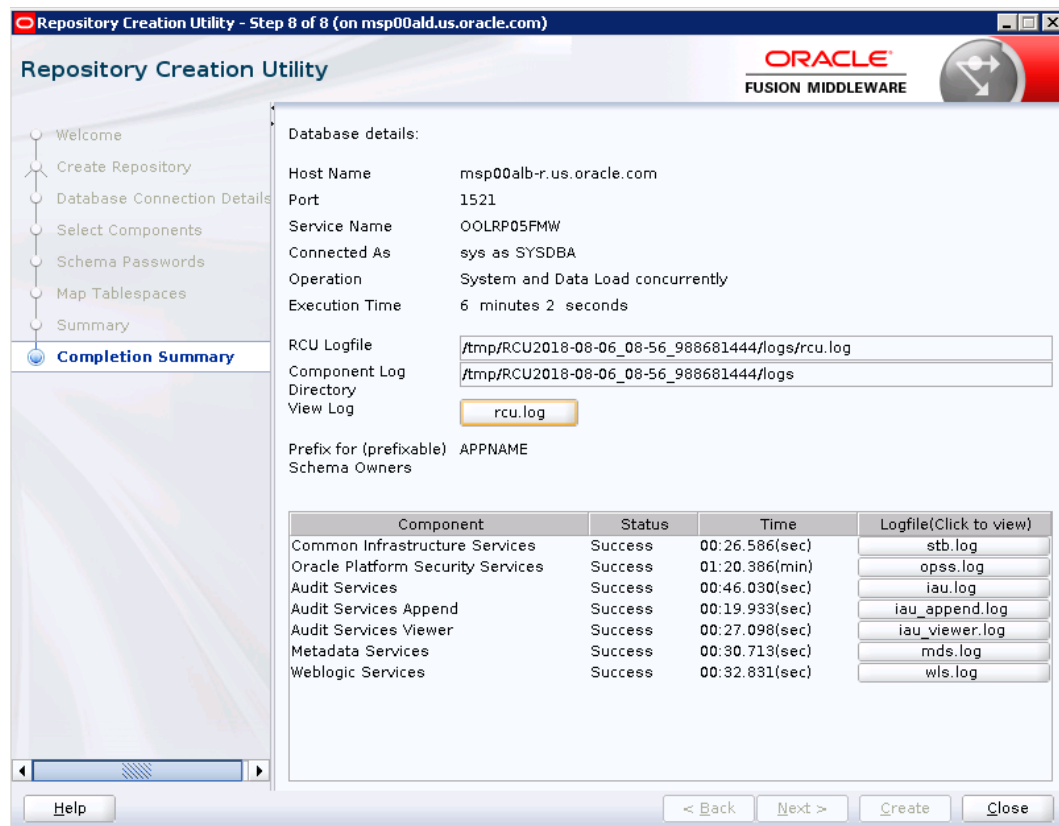 Repository Creation Utility - Step 8 of 8 (on msp00ald.us.oracle.com)
Repository Creation Utility
ORACLE
FUSION MIDDLEWARE
Welcome
Create Repository
Database Connection Details
Select Components
Schema Passwords
Map Tablespaces
Summary
Completion Summary
Database details:
Host Name msp00alb-r.us.oracle.com
Port 1521
Service Name OOLRP05FMW
Connected As sys as SYSDBA
Operation System and Data Load concurrently
Execution Time 6 minutes 2 seconds
RCU Logfile /tmp/RCU2018-08-06_08-56_988681444/logs/rcu.log
Component Log /tmp/RCU2018-08-06_08-56_988681444/logs
Directory
View Log rcu.log
Prefix for (prefixable) APPNAME
Schema Owners
Component Status Time Logfile(Click to view)
Common Infrastructure Services Success 00:26.586(sec) stb.log
Oracle Platform Security Services Success 01:20.386(min) opss.log
Audit Services Success 00:46.030(sec) iau.log
Audit Services Append Success 00:19.933(sec) iau_append.log
Audit Services Viewer Success 00:27.098(sec) iau_viewer.log
Metadata Services Success 00:30.713(sec) mds.log
Weblogic Services Success 00:32.831(sec) wls.log
Help < Back Next > Create Close